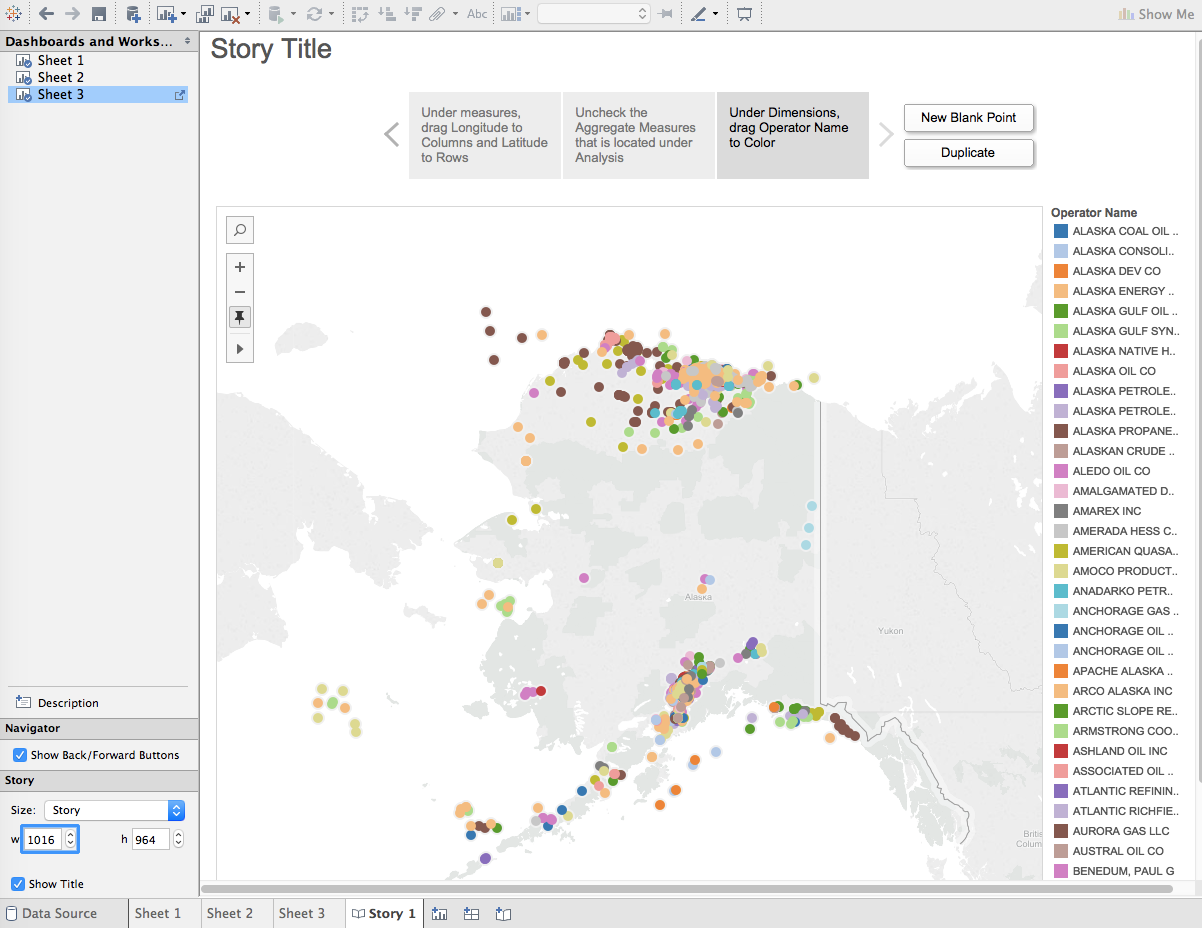 Abc
Show Me
Dashboards and Works...
Sheet 1
Sheet 2
Sheet 3
Description
Navigator
Show Back/Forward Buttons
Story
Size:
Story
w
1016
h
964
Show Title
Story Title
Under measures,
drag Longitude to
Columns and Latitude
to Rows
Uncheck the
Aggregate Measures
that is located under
Analysis
Under Dimensions,
drag Operator Name
to Color
New Blank Point
Duplicate
Alaska
Yukon
Britis
Colum
Operator Name
ALASKA COAL OIL ..
ALASKA CONSOLI..
ALASKA DEV CO
ALASKA ENERGY ..
ALASKA GULF OIL ..
ALASKA GULF SYN..
ALASKA NATIVE H..
ALASKA OIL CO
ALASKA PETROLE..
ALASKA PETROLE..
ALASKA PROPANE..
ALASKAN CRUDE ..
ALEDO OIL CO
AMALGAMATED D..
AMAREX INC
AMERADA HESS C..
AMERICAN QUASA..
AMOCO PRODUCT..
ANADARKO PETR..
ANCHORAGE GAS ..
ANCHORAGE OIL ..
ANCHORAGE OIL ..
APACHE ALASKA ..
ARCO ALASKA INC
ARCTIC SLOPE RE..
ARMSTRONG COO..
ASHLAND OIL INC
ASSOCIATED OIL ..
ATLANTIC REFININ..
ATLANTIC RICHFIE..
AURORA GAS LLC
AUSTRAL OIL CO
BENEDUM, PAUL G
Data Source
Sheet 1
Sheet 2
Sheet 3
Story 1